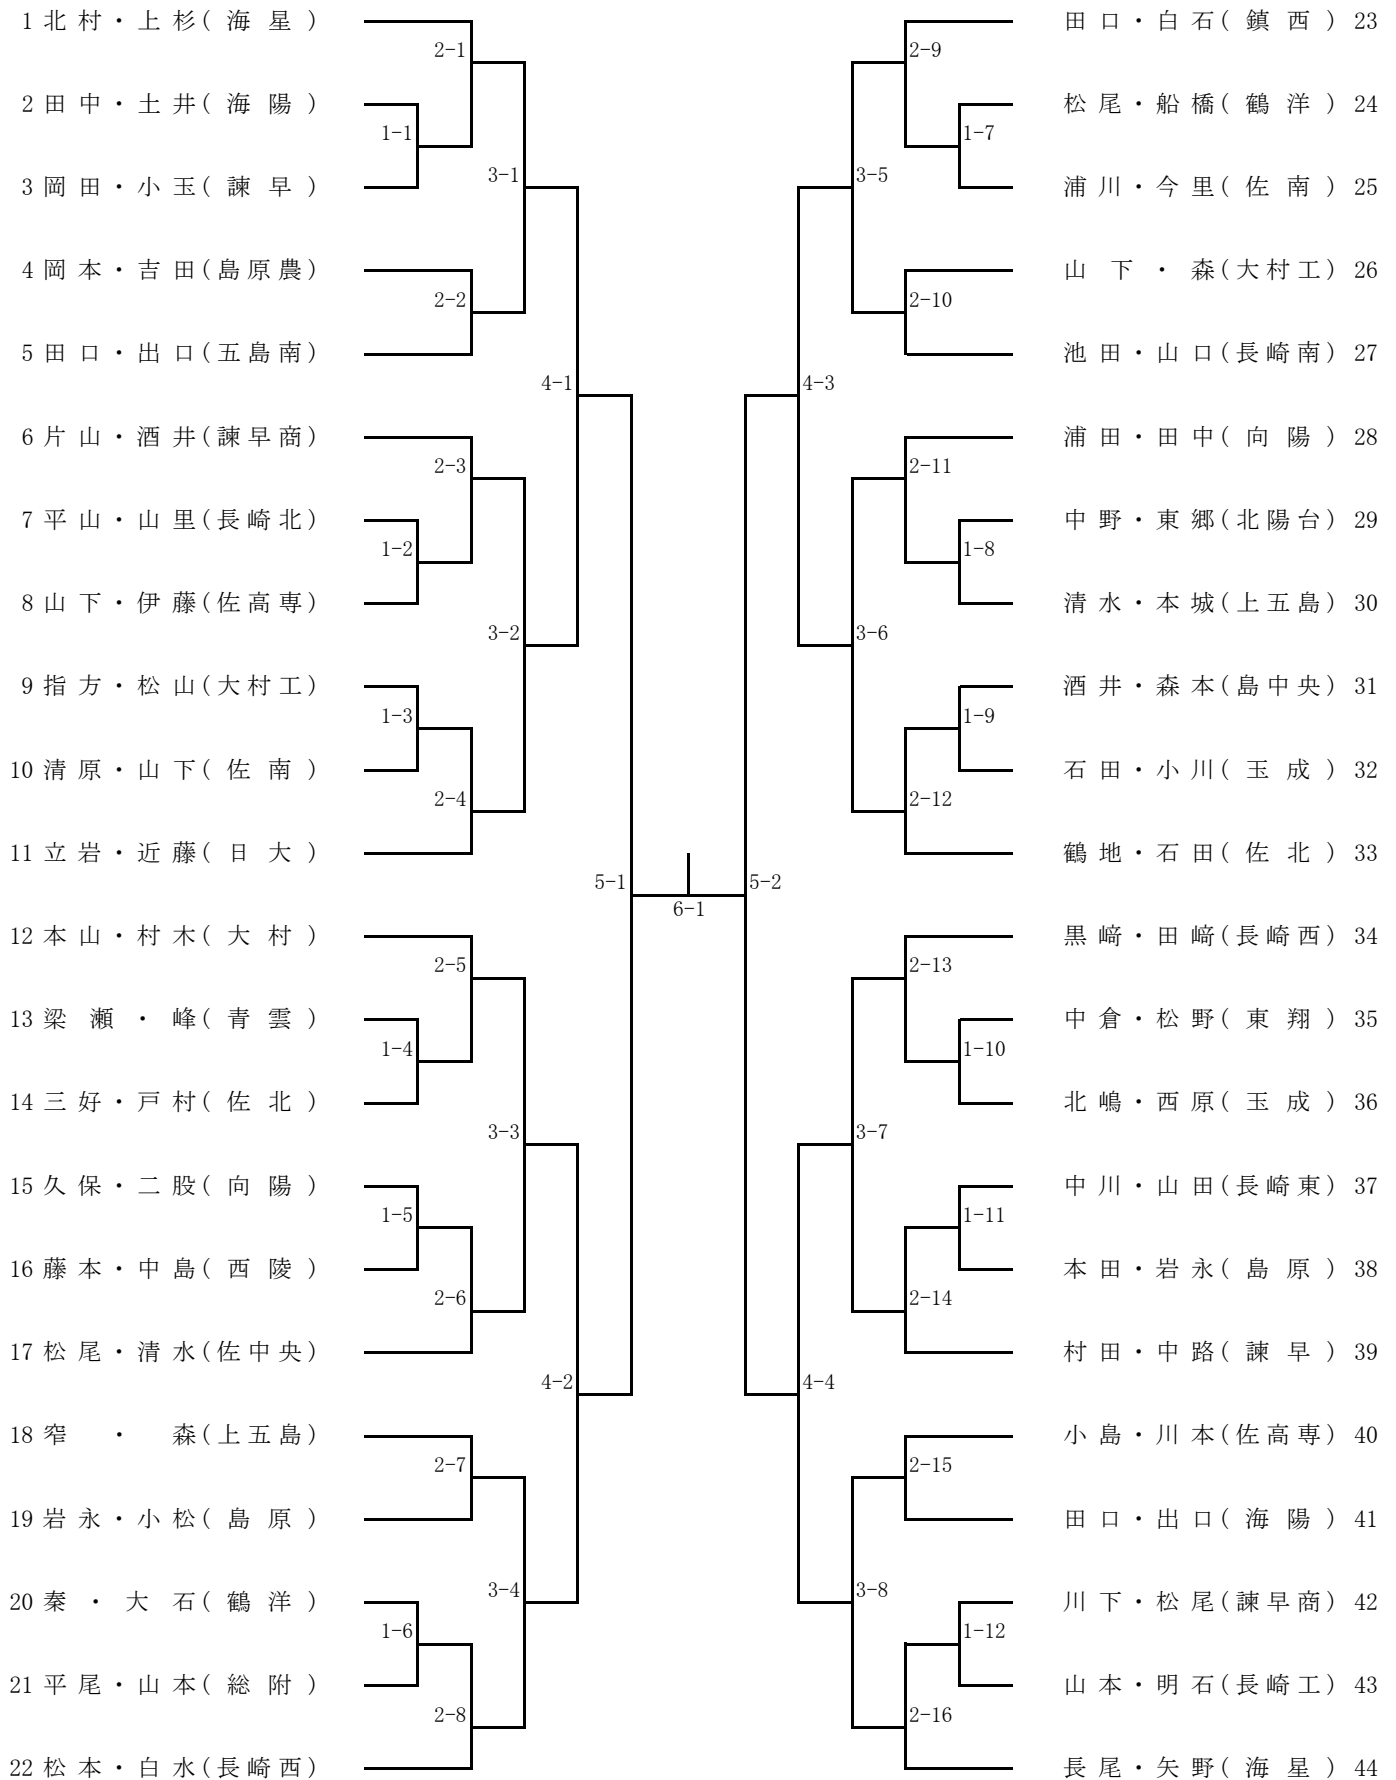 1 北村・上杉(海星)
2-1
2 田中・土井(海陽)
1-1
3 岡田・小玉(諫早)
3-1
4 岡本・吉田(島原農)
2-2
5 田口・出口(五島南)
4-1
6 片山・酒井(諫早商)
2-3
7 平山・山里(長崎北)
1-2
8 山下・伊藤(佐高専)
3-2
9 指方・松山(大村工)
1-3
10 清原・山下(佐南)
2-4
11 立岩・近藤(日大)
5-1
12 本山・村木(大村)
2-5
13 梁瀬・峰(青雲)
1-4
14 三好・戸村(佐北)
3-3
15 久保・二股(向陽)
1-5
16 藤本・中島(西陵)
2-6
17 松尾・清水(佐中央)
4-2
18 窄・森(上五島)
2-7
19 岩永・小松(島原)
3-4
20 秦・大石(鶴洋)
1-6
21 平尾・山本(総附)
2-8
22 松本・白水(長崎西)
6-1
田口・白石(鎮西) 23
2-9
松尾・船橋(鶴洋) 24
1-7
浦川・今里(佐南) 25
3-5
山下・森(大村工) 26
2-10
池田・山口(長崎南) 27
4-3
浦田・田中(向陽) 28
2-11
中野・東郷(北陽台) 29
1-8
清水・本城(上五島) 30
3-6
酒井・森本(島中央) 31
1-9
石田・小川(玉成) 32
2-12
鶴地・石田(佐北) 33
5-2
黒﨑・田﨑(長崎西) 34
2-13
中倉・松野(東翔) 35
1-10
北嶋・西原(玉成) 36
3-7
中川・山田(長崎東) 37
1-11
本田・岩永(島原) 38
2-14
村田・中路(諫早) 39
4-4
小島・川本(佐高専) 40
2-15
田口・出口(海陽) 41
3-8
川下・松尾(諫早商) 42
1-12
山本・明石(長崎工) 43
2-16
長尾・矢野(海星) 44